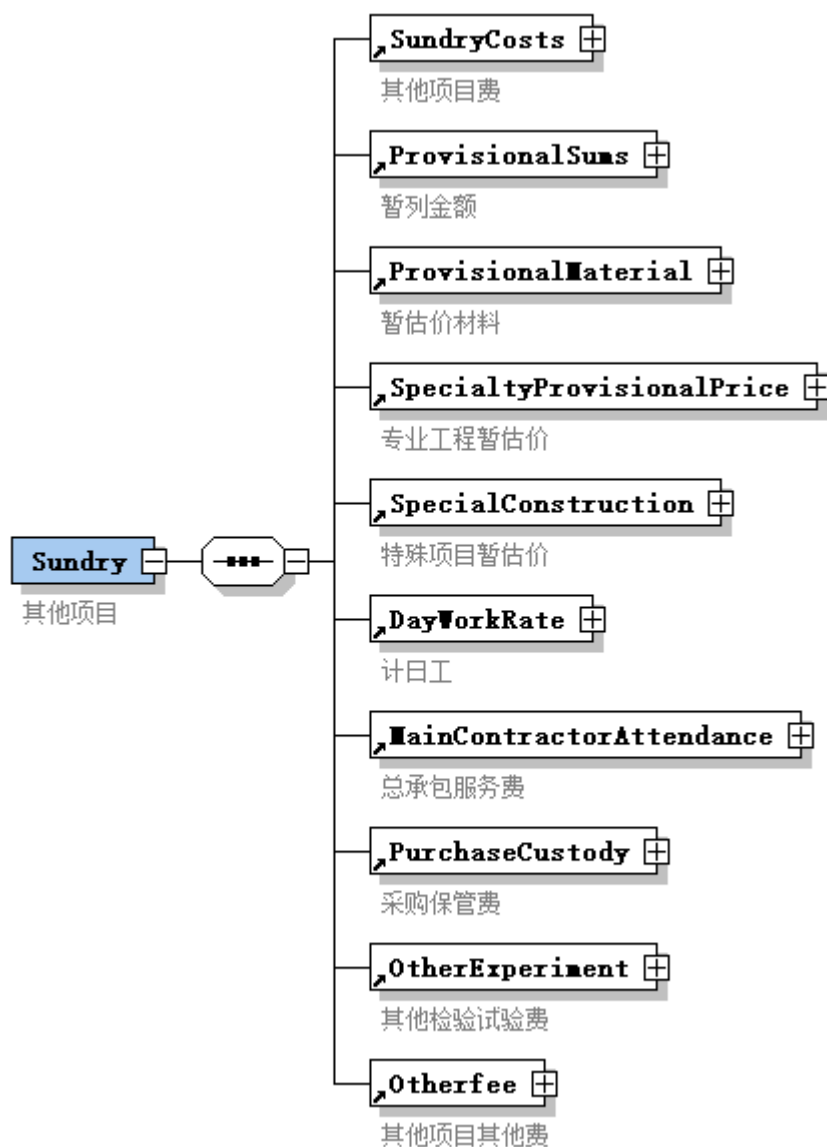 SundryCosts
其他项目费
ProvisionalSums
暂列金额
ProvisionalMaterial
暂估价材料
SpecialtyProvisionalPrice
专业工程暂估价
SpecialConstruction
特殊项目暂估价
Sundry
其他项目
DayWorkRate
计日工
MainContractorAttendance
总承包服务费
PurchaseCustody
采购保管费
OtherExperiment
其他检验试验费
Otherfee
其他项目其他费